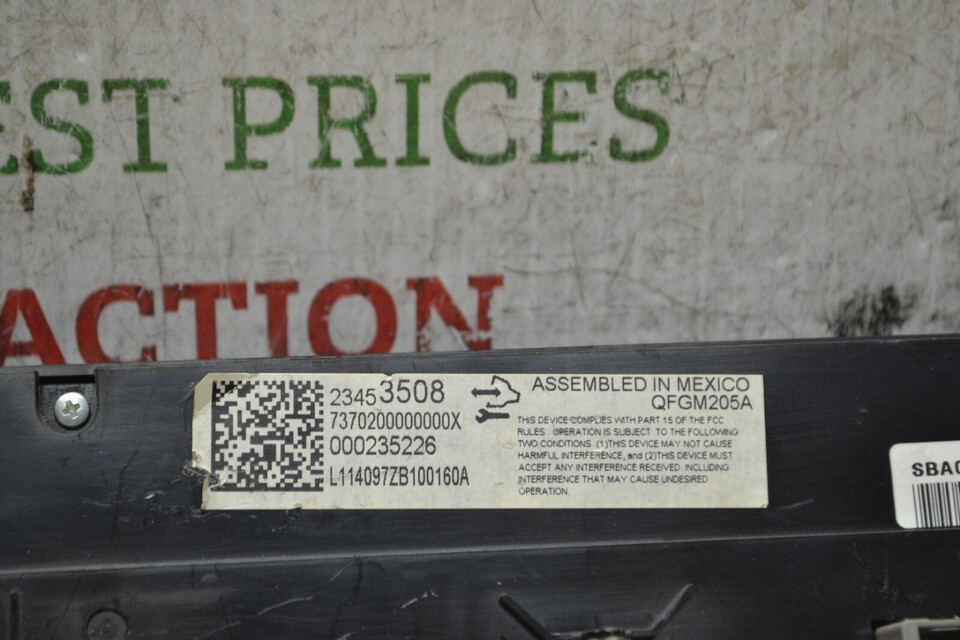 EST PRICES
ACTION
23453508
7370200000000X
000235226
L114097ZB100160A
ASSEMBLED IN MEXICO
QFGM205A
THIS DEVICE COMPLIES WITH PART 15 OF THE FCC
RULES. OPERATION IS SUBJECT TO THE FOLLOWING
TWO CONDITIONS. (1)THIS DEVICE MAY NOT CAUSE
HARMFUL INTERFERENCE, and (2)THIS DEVICE MUST
ACCEPT ANY INTERFERENCE RECEIVED. INCLUDING
INTERFERENCE THAT MAY CAUSE UNDESIRED
OPERATION.
SBA0